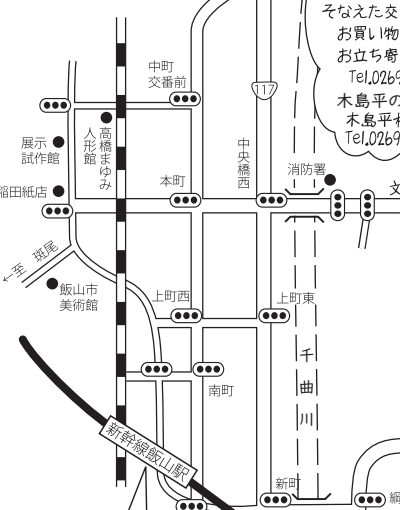 そなえた交
お買い物
お立ち寄
Tel.0269
木島平の
木島平村
Tel.0269
中町
交番前
117
高橋まゆみ
人形館
展示
試作館
中央橋西
消防署
本町
稲田紙店
文
←至 斑尾
飯山市
美術館
上町西
上町東
千曲川
南町
新幹線飯山駅
新町
綱